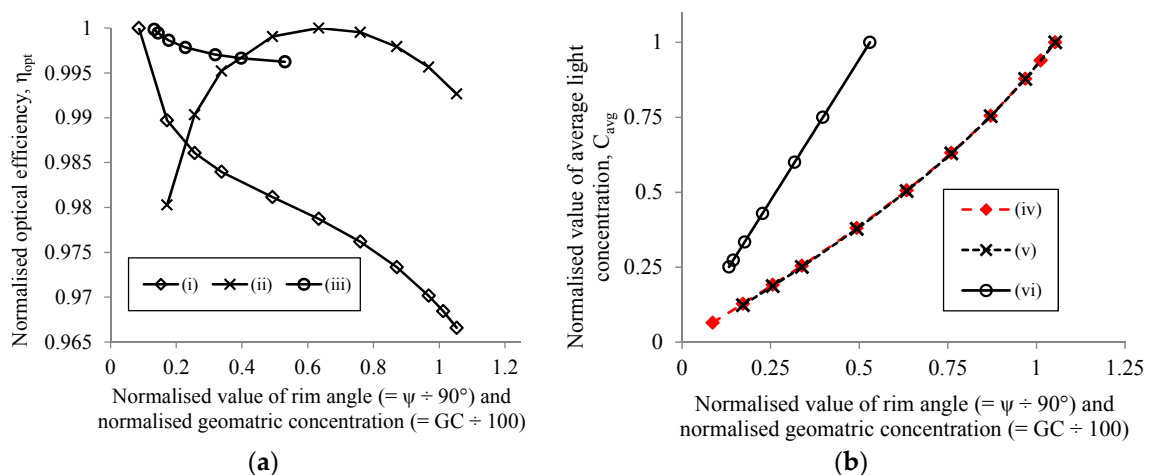 Normalised optical efficiency, ηopt
1
0.995
0.99
0.985
0.98
0.975
0.97
0.965
(i) (ii) (iii)
0 0.2 0.4 0.6 0.8 1 1.2
Normalised value of rim angle (= ψ ÷ 90°) and
normalised geomatric concentration (= GC ÷ 100)
(a)
Normalised value of average light
concentration, Cavg
1
0.75
0.5
0.25
0
(iv)
(v)
(vi)
0 0.25 0.5 0.75 1 1.25
Normalised value of rim angle (= ψ ÷ 90°) and
normalised geomatric concentration (= GC ÷ 100)
(b)